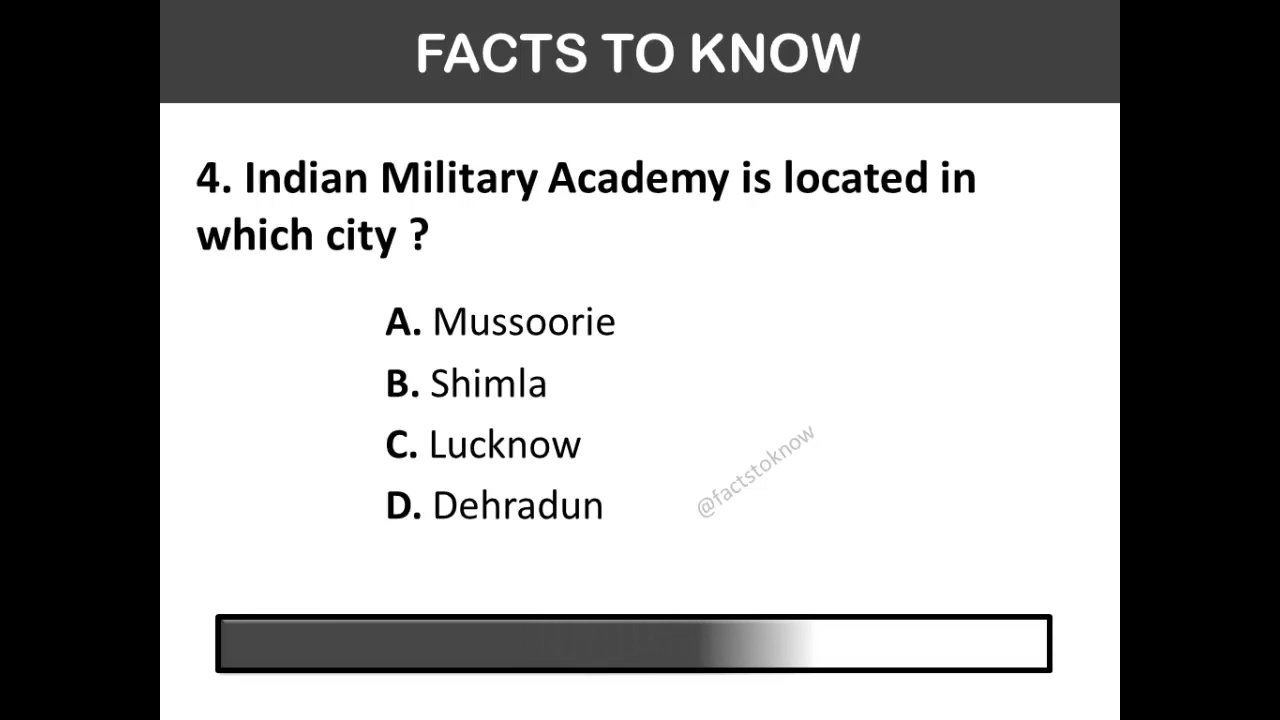 FACTS TO KNOW
4. Indian Military Academy is located in
which city ?
A. Mussoorie
B. Shimla
C. Lucknow
D. Dehradun
@factstoknow